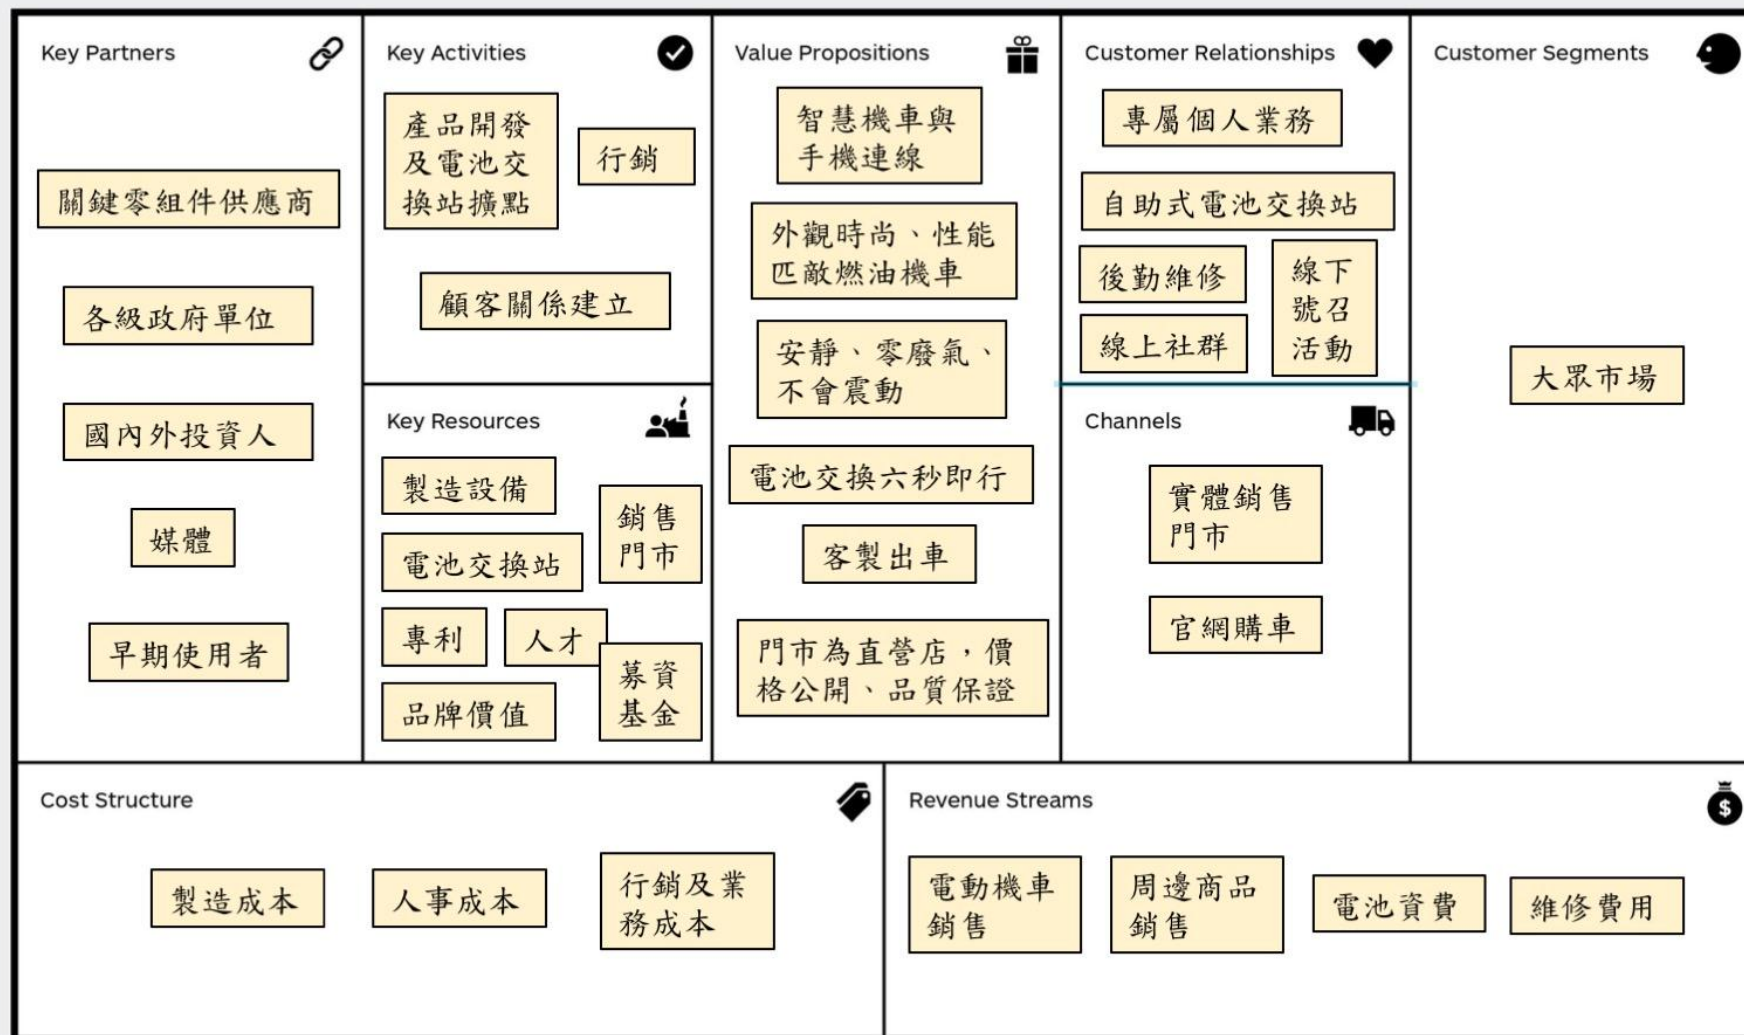 Key Partners
關鍵零組件供應商
各級政府單位
國內外投資人
媒體
早期使用者
Key Activities
產品開發
及電池交
換站擴點
行銷
顧客關係建立
Key Resources
製造設備
銷售
門市
電池交換站
專利
人才
募資
基金
品牌價值
Value Propositions
智慧機車與
手機連線
外觀時尚、性能
匹敵燃油機車
安靜、零廢氣、
不會震動
電池交換六秒即行
客製出車
門市為直營店，價
格公開、品質保證
Customer Relationships
專屬個人業務
自助式電池交換站
後勤維修
線上社群
線下
號召
活動
Channels
實體銷售
門市
官網購車
Customer Segments
大眾市場
Cost Structure
製造成本
人事成本
行銷及業
務成本
Revenue Streams
$
電動機車
銷售
周邊商品
銷售
電池資費
維修費用